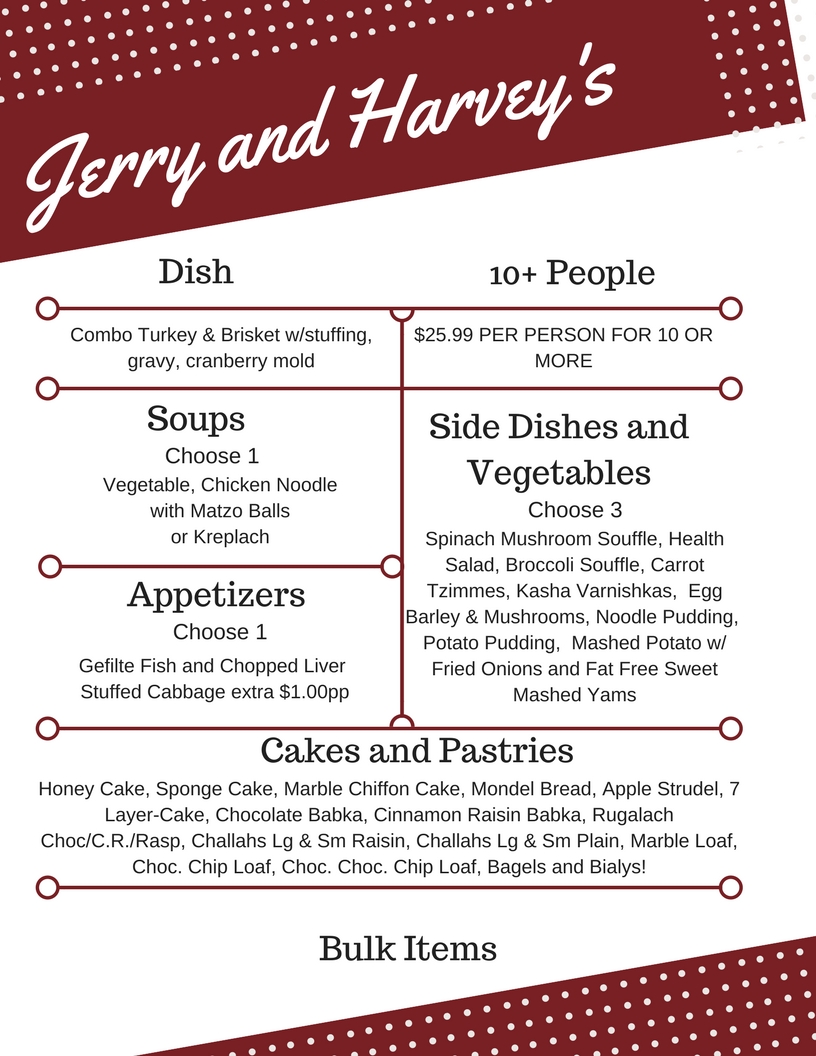 Jerry and Harvey's
Dish
10+ People
Combo Turkey & Brisket w/stuffing,
gravy, cranberry mold
$25.99 PER PERSON FOR 10 OR
MORE
Soups
Choose 1
Vegetable, Chicken Noodle
with Matzo Balls
or Kreplach
Appetizers
Choose 1
Gefilte Fish and Chopped Liver
Stuffed Cabbage extra $1.00pp
Side Dishes and
Vegetables
Choose 3
Spinach Mushroom Souffle, Health
Salad, Broccoli Souffle, Carrot
Tzimmes, Kasha Varnishkas,  Egg
Barley & Mushrooms, Noodle Pudding,
Potato Pudding,  Mashed Potato w/
Fried Onions and Fat Free Sweet
Mashed Yams
Cakes and Pastries
Honey Cake, Sponge Cake, Marble Chiffon Cake, Mondel Bread, Apple Strudel, 7
Layer-Cake, Chocolate Babka, Cinnamon Raisin Babka, Rugalach
Choc/C.R./Rasp, Challahs Lg & Sm Raisin, Challahs Lg & Sm Plain, Marble Loaf,
Choc. Chip Loaf, Choc. Choc. Chip Loaf, Bagels and Bialys!
Bulk Items